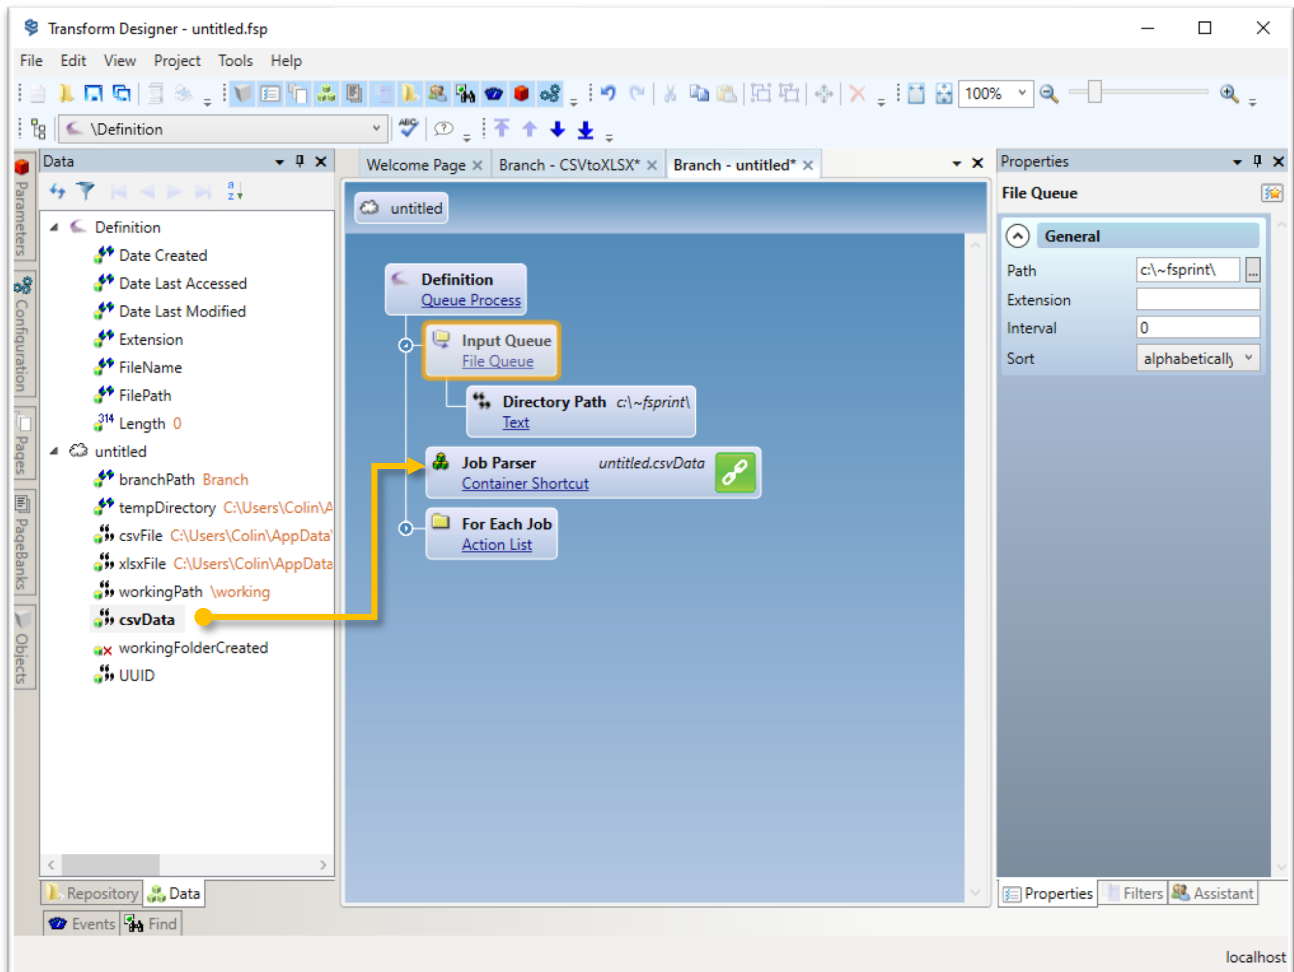 Transform Designer - untitled.fsp
File Edit View Project Tools Help
100%
\Definition
ABC
Data
Welcome Page
Branch - CSVtoXLSX*
Branch - untitled*
Properties
Parameters
Configuration
Pages
PageBanks
Objects
Definition
Date Created
Date Last Accessed
Date Last Modified
Extension
FileName
FilePath
314 Length 0
untitled
branchPath Branch
tempDirectory C:\Users\Colin\A
csvFile C:\Users\Colin\AppData\
xlsxFile C:\Users\Colin\AppData
workingPath \working
csvData
workingFolderCreated
UUID
untitled
Definition
Queue Process
Input Queue
File Queue
Directory Path c:\~fsprint\
Text
Job Parser untitled.csvData
Container Shortcut
For Each Job
Action List
File Queue
General
Path c:\~fsprint\ ...
Extension
Interval 0
Sort alphabetically
Repository Data
Events Find
Properties Filters Assistant
localhost